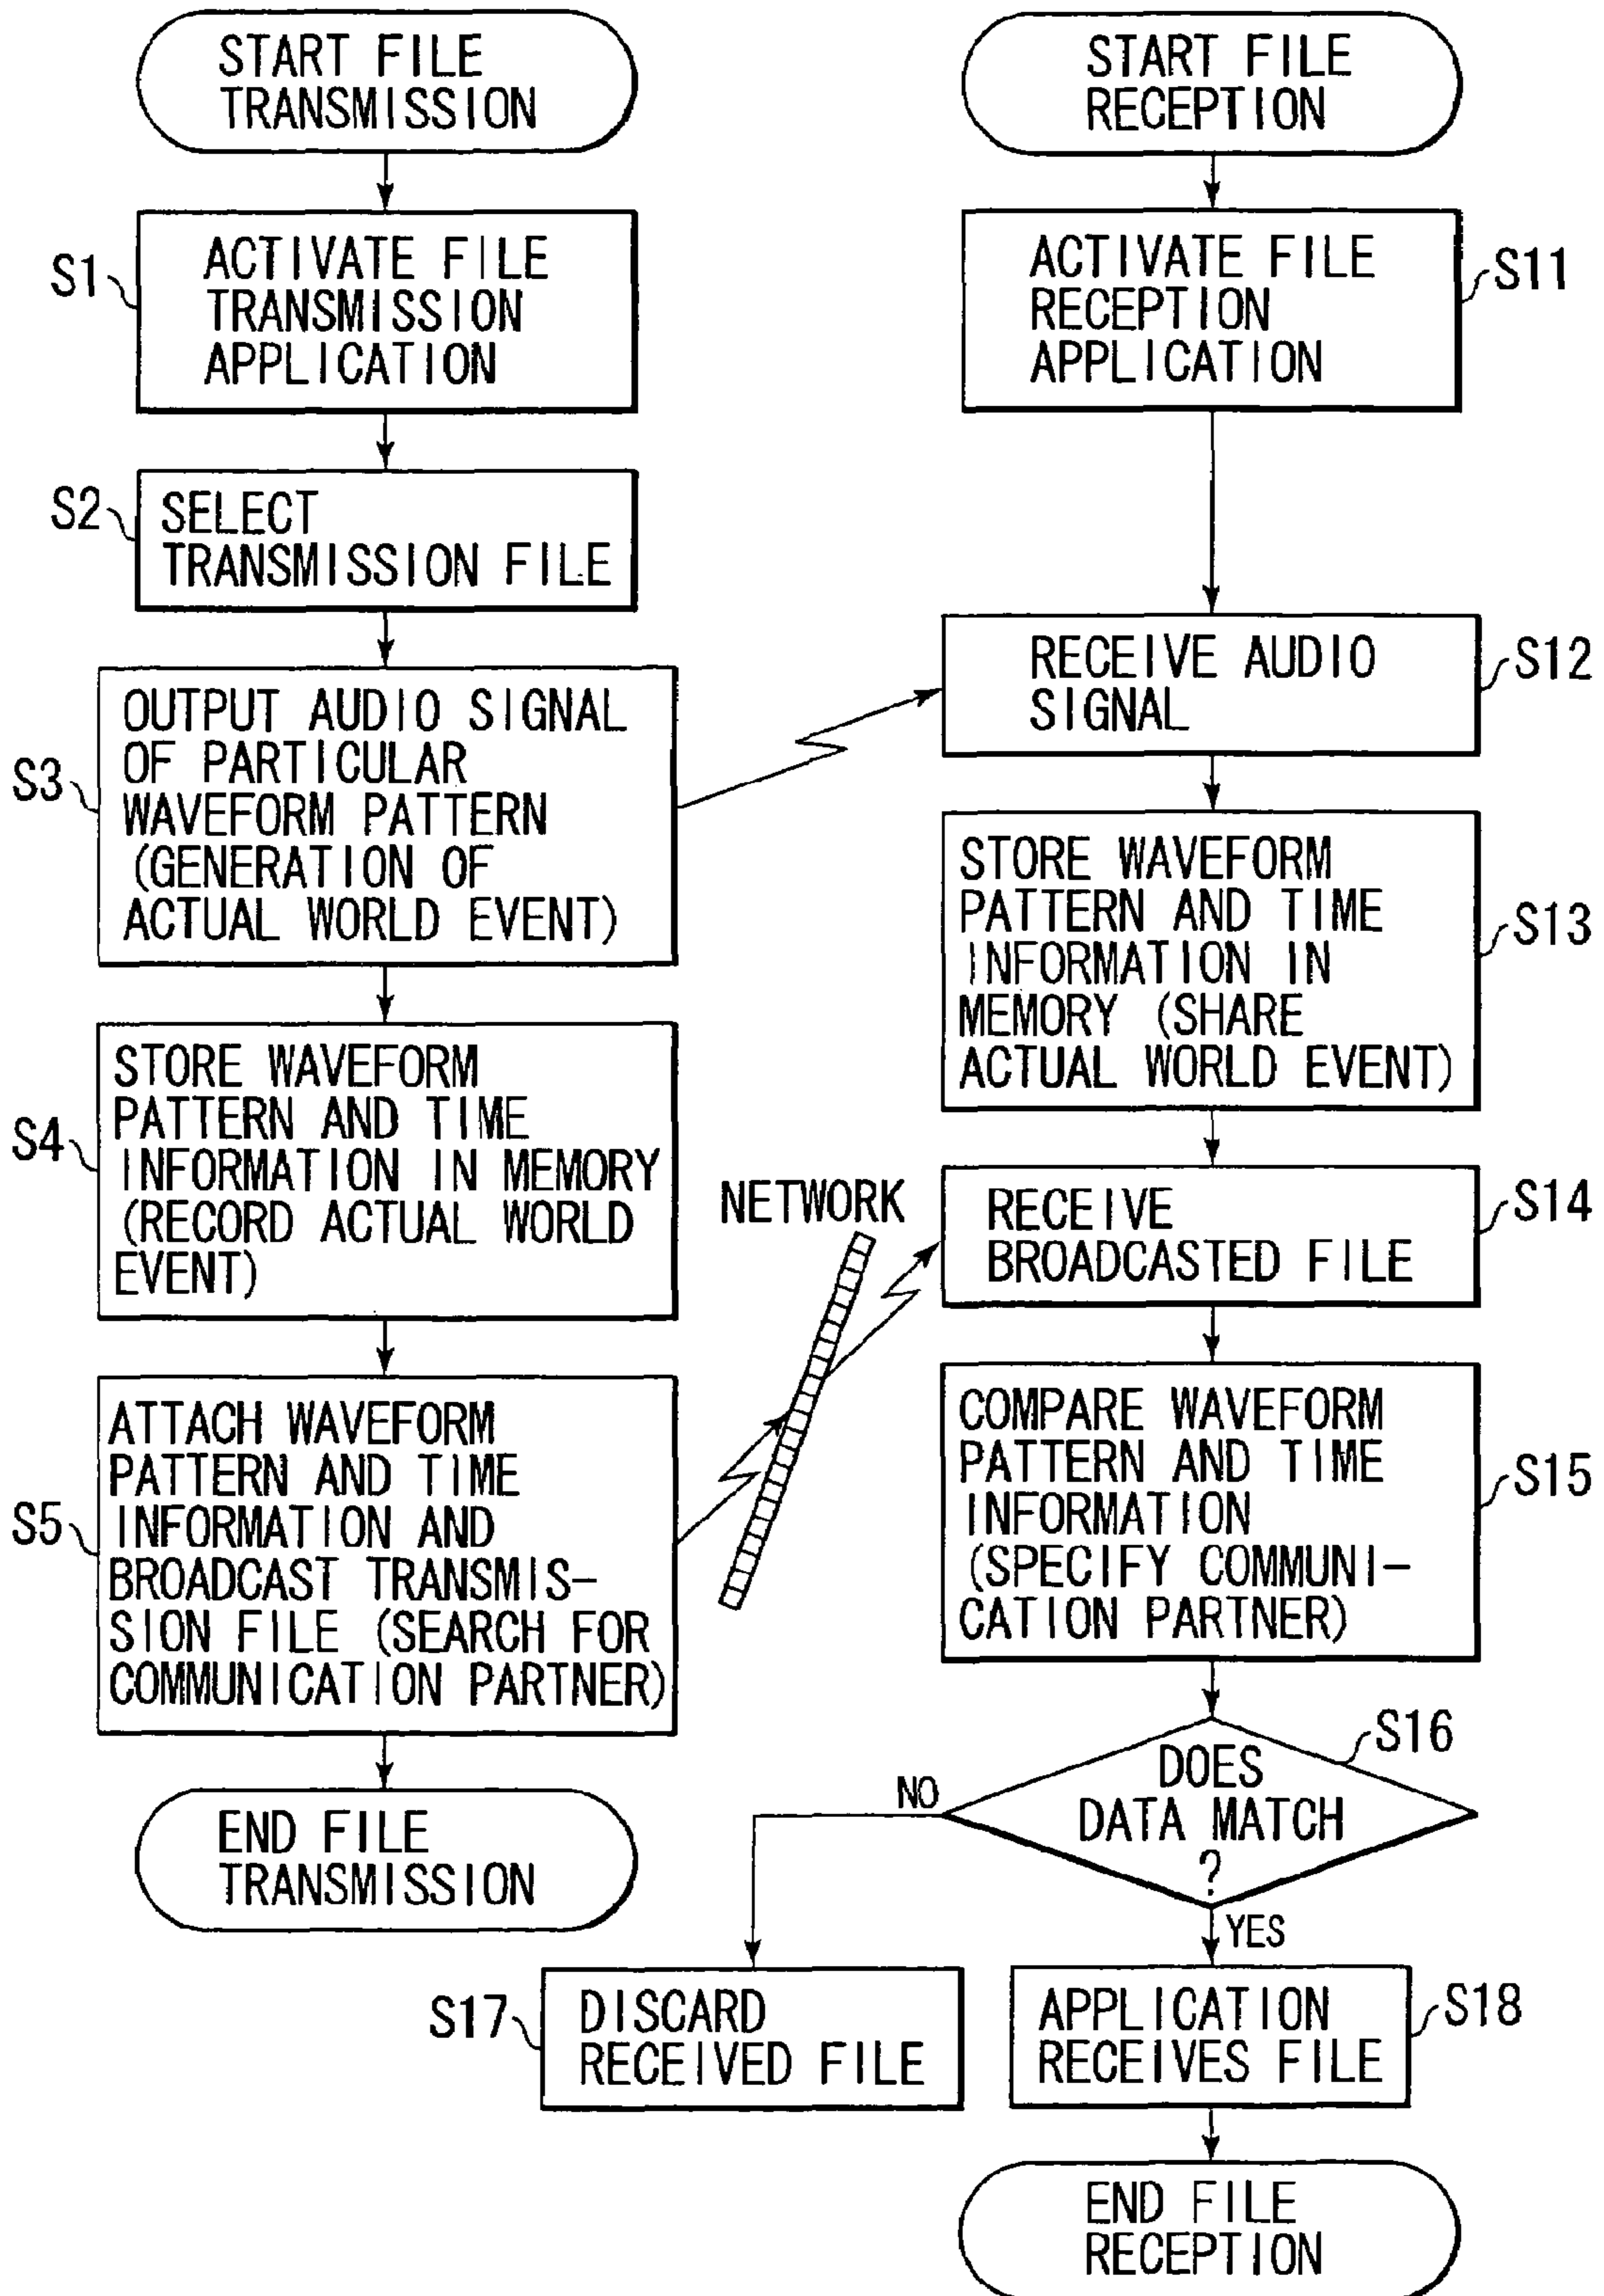 START FILE
TRANSMISSION
S1
ACTIVATE FILE
TRANSMISSION
APPLICATION
S2
SELECT
TRANSMISSION FILE
S3
OUTPUT AUDIO SIGNAL
OF PARTICULAR
WAVEFORM PATTERN
(GENERATION OF
ACTUAL WORLD EVENT)
S4
STORE WAVEFORM
PATTERN AND TIME
INFORMATION IN MEMORY
(RECORD ACTUAL WORLD
EVENT)
S5
ATTACH WAVEFORM
PATTERN AND TIME
INFORMATION AND
BROADCAST TRANSMIS-
SION FILE (SEARCH FOR
COMMUNICATION PARTNER)
END FILE
TRANSMISSION
NETWORK
START FILE
RECEPTION
ACTIVATE FILE
RECEPTION
APPLICATION
S11
RECEIVE AUDIO
SIGNAL
S12
STORE WAVEFORM
PATTERN AND TIME
INFORMATION IN
MEMORY (SHARE
ACTUAL WORLD EVENT)
S13
RECEIVE
BROADCASTED FILE
S14
COMPARE WAVEFORM
PATTERN AND TIME
INFORMATION
(SPECIFY COMMUNI-
CATION PARTNER)
S15
DOES
DATA MATCH
?
S16
NO
YES
S17
DISCARD
RECEIVED FILE
APPLICATION
RECEIVES FILE
S18
END FILE
RECEPTION